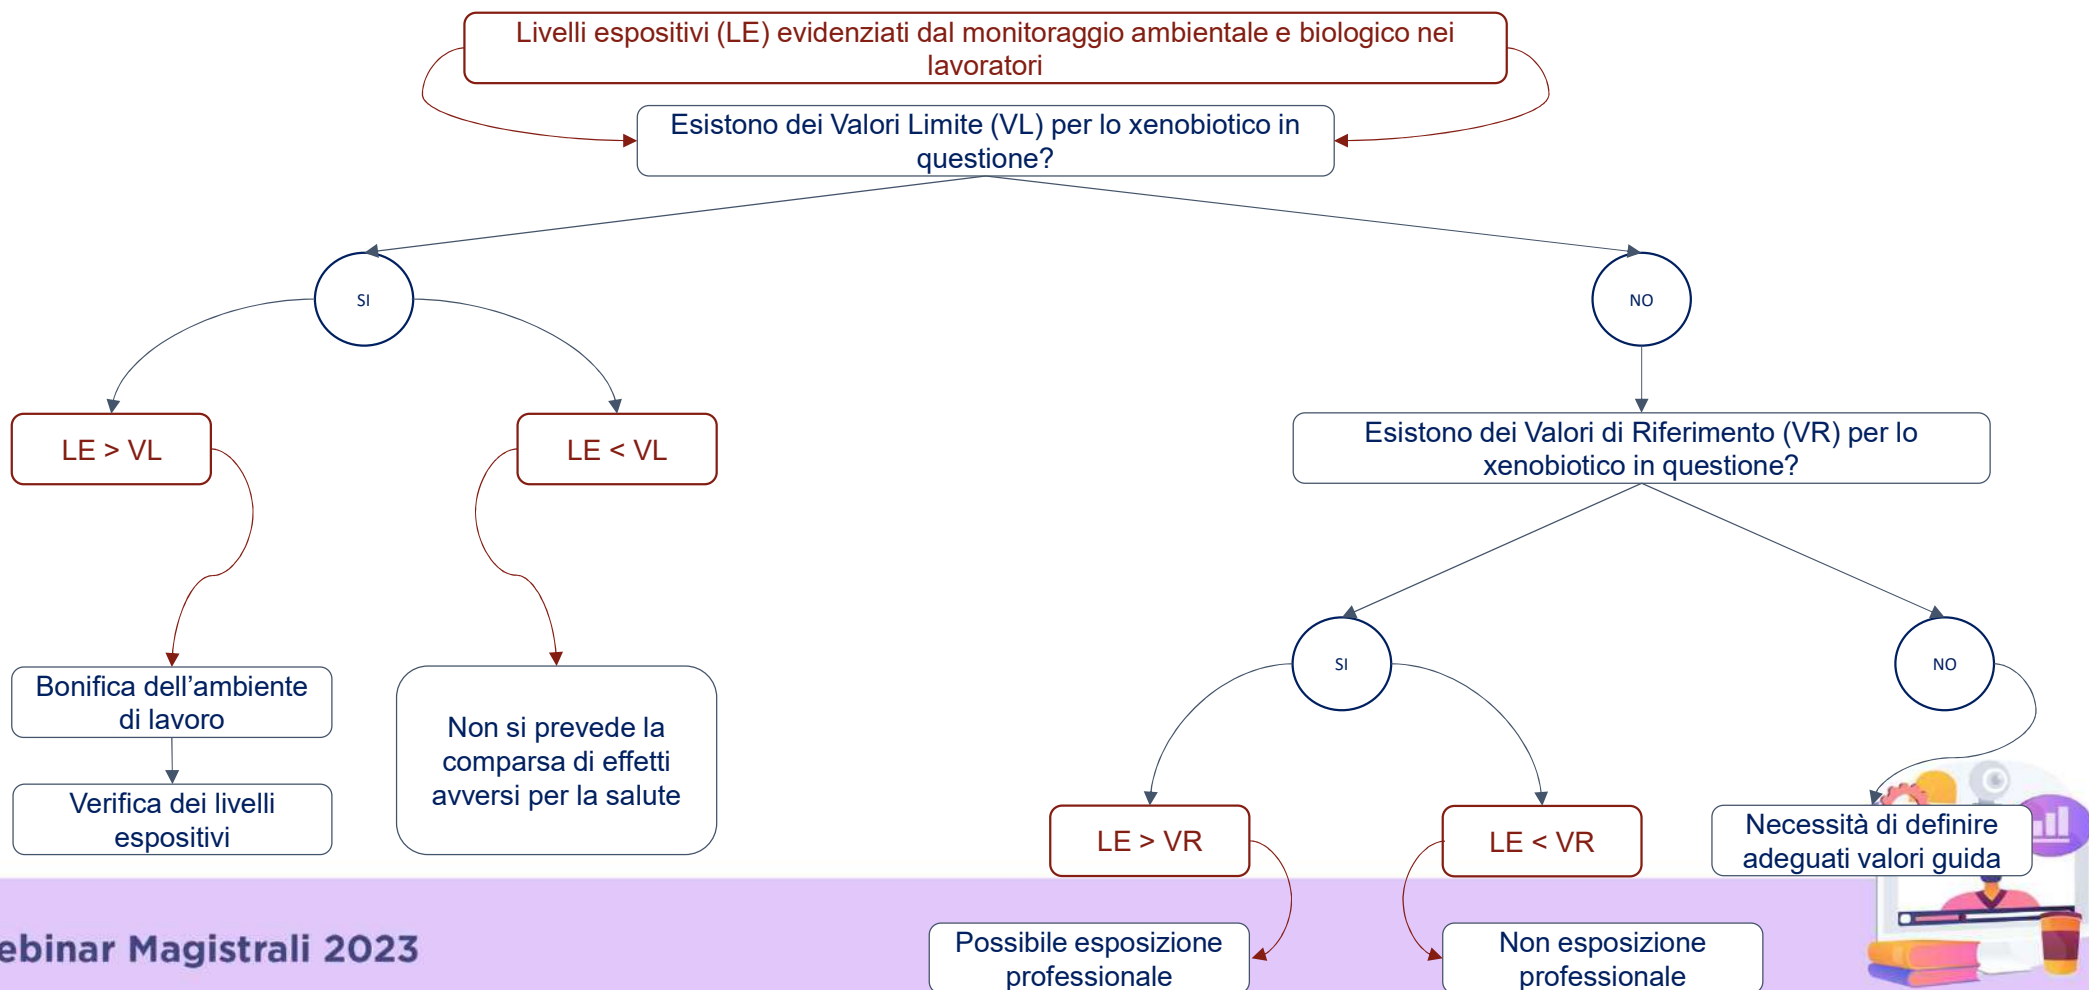 Livelli espositivi (LE) evidenziati dal monitoraggio ambientale e biologico nei
lavoratori
Esistono dei Valori Limite (VL) per lo xenobiotico in
questione?
SI
NO
LE > VL
LE < VL
Esistono dei Valori di Riferimento (VR) per lo
xenobiotico in questione?
Bonifica dell’ambiente
di lavoro
Non si prevede la
comparsa di effetti
avversi per la salute
SI
NO
Verifica dei livelli
espositivi
LE > VR
LE < VR
Necessità di definire
adeguati valori guida
Possibile esposizione
professionale
Non esposizione
professionale
ebinar Magistrali 2023